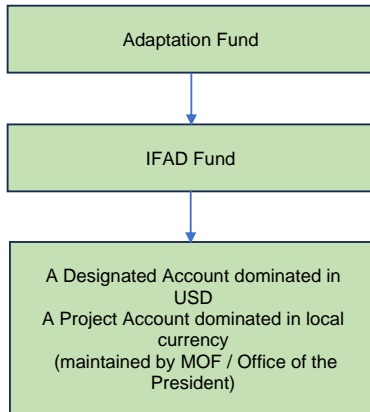 Adaptation Fund
IFAD Fund
A Designated Account dominated in
USD
A Project Account dominated in local
currency
(maintained by MOF / Office of the
President)